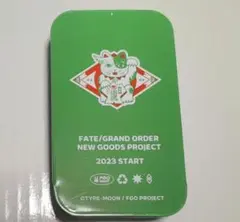 FATE/GRAND ORDER
NEW GOODS PROJECT
2023 START
©TYPE-MOON / FGO PROJECT